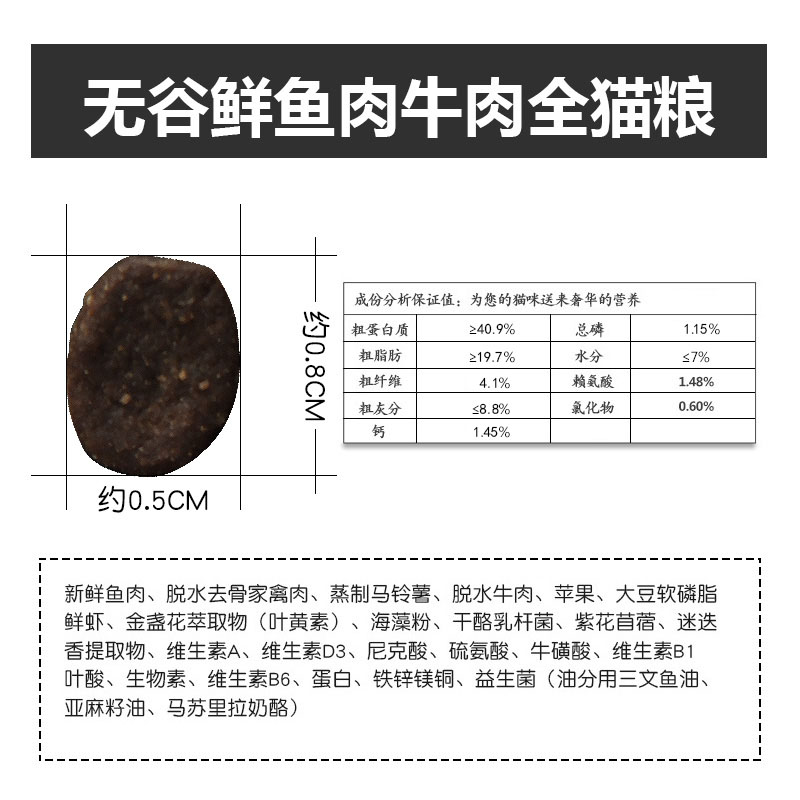 无谷鲜鱼肉牛肉全猫粮
约0.8CM
约0.5CM
成份分析保证值：为您的猫咪送来奢华的营养
粗蛋白质 ≥40.9% 总磷 1.15%
粗脂肪 ≥19.7% 水分 ≤7%
粗纤维 4.1% 赖氨酸 1.48%
粗灰分 ≤8.8% 氯化物 0.60%
钙 1.45%
新鲜鱼肉、脱水去骨家禽肉、蒸制马铃薯、脱水牛肉、苹果、大豆软磷脂
鲜虾、金盏花萃取物（叶黄素）、海藻粉、干酪乳杆菌、紫花苜蓿、迷迭
香提取物、维生素A、维生素D3、尼克酸、硫氨酸、牛磺酸、维生素B1
叶酸、生物素、维生素B6、蛋白、铁锌镁铜、益生菌（油分用三文鱼油、
亚麻籽油、马苏里拉奶酪）